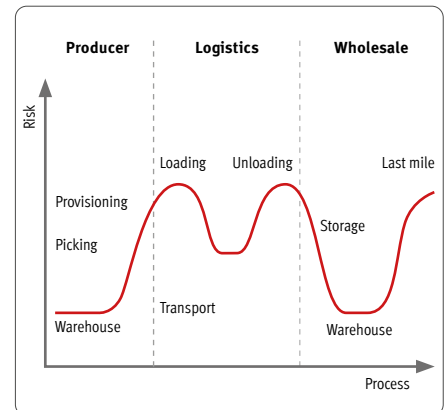 Producer
Logistics
Wholesale
Risk
Loading
Unloading
Last mile
Provisioning
Storage
Picking
Transport
Warehouse
Warehouse
Process